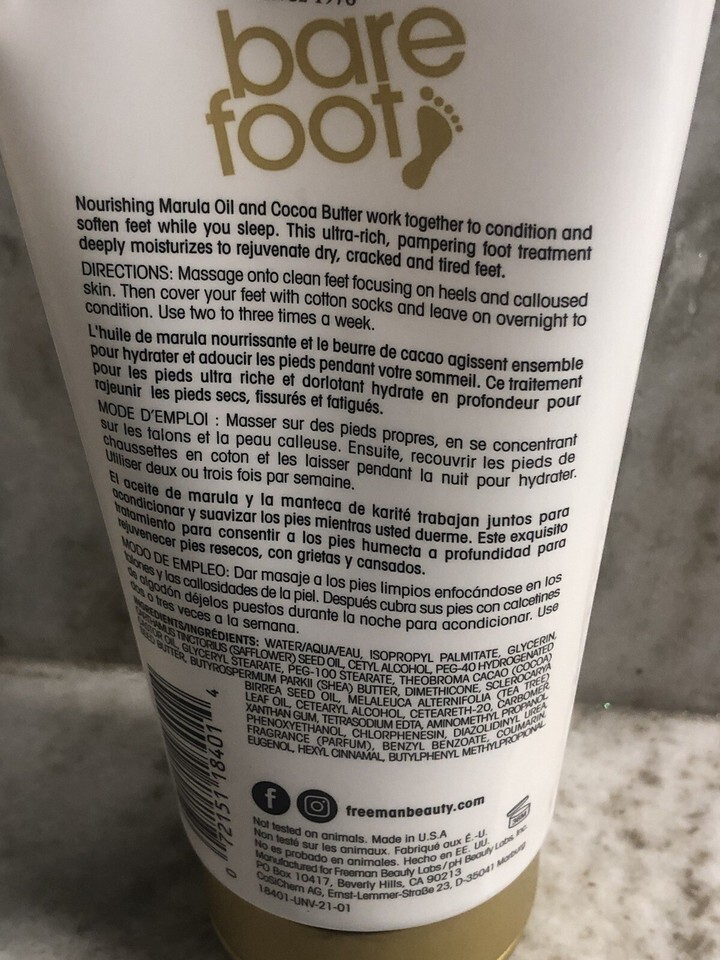 1976
bare
foot
Nourishing Marula Oil and Cocoa Butter work together to condition and
soften feet while you sleep. This ultra-rich, pampering foot treatment
deeply moisturizes to rejuvenate dry, cracked and tired feet.
DIRECTIONS: Massage onto clean feet focusing on heels and calloused
skin. Then cover your feet with cotton socks and leave on overnight to
condition. Use two to three times a week.
L'huile de marula nourrissante et le beurre de cacao agissent ensemble
pour hydrater et adoucir les pieds pendant votre sommeil. Ce traitement
pour les pieds ultra riche et dorlotant hydrate en profondeur pour
rajeunir les pieds secs, fissurés et fatigués.
MODE D'EMPLOI : Masser sur des pieds propres, en se concentrant
sur les talons et la peau calleuse. Ensuite, recouvrir les pieds de
chaussettes en coton et les laisser pendant la nuit pour hydrater.
Utiliser deux ou trois fois par semaine.
El aceite de marula y la manteca de karité trabajan juntos para
acondicionar y suavizar los pies mientras usted duerme. Este exquisito
tratamiento para consentir a los pies humecta a profundidad para
rejuvenecer pies resecos, con grietas y cansados.
MODO DE EMPLEO: Dar masaje a los pies limpios enfocándose en los
talones y las callosidades de la piel. Después cubra sus pies con calcetines
de algodón déjelos puestos durante la noche para acondicionar. Use
dos o tres veces a la semana.
INGREDIENTS/INGRÉDIENTS: WATER/AQUA/EAU, ISOPROPYL PALMITATE, GLYCERIN,
CARTHAMUS TINCTORIUS (SAFFLOWER) SEED OIL, CETYL ALCOHOL, PEG-40 HYDROGENATED
CASTOR OIL, GLYCERYL STEARATE, PEG-100 STEARATE, THEOBROMA CACAO (COCOA)
SEED BUTTER, BUTYROSPERMUM PARKII (SHEA) BUTTER, DIMETHICONE, SCLEROCARYA
BIRREA SEED OIL, MELALEUCA ALTERNIFOLIA (TEA TREE)
LEAF OIL, CETEARYL ALCOHOL, CETEARETH-20, CARBOMER,
XANTHAN GUM, TETRASODIUM EDTA, AMINOMETHYL PROPANOL,
PHENOXYETHANOL, CHLORPHENESIN, DIAZOLIDINYL UREA,
FRAGRANCE (PARFUM), BENZYL BENZOATE, COUMARIN,
EUGENOL, HEXYL CINNAMAL, BUTYLPHENYL METHYLPROPIONAL
0 72151 18401 4
freemanbeauty.com
Not tested on animals. Made in U.S.A
Non testé sur les animaux. Fabriqué aux É.-U.
No es probado en animales. Hecho en EE. UU.
Manufactured for Freeman Beauty Labs/pH Beauty Labs, Inc.
PO Box 10417, Beverly Hills, CA 90213
CoSiChem AG, Ernst-Lemmer-Straße 23, D-35041 Marburg
18401-UNV-21-01